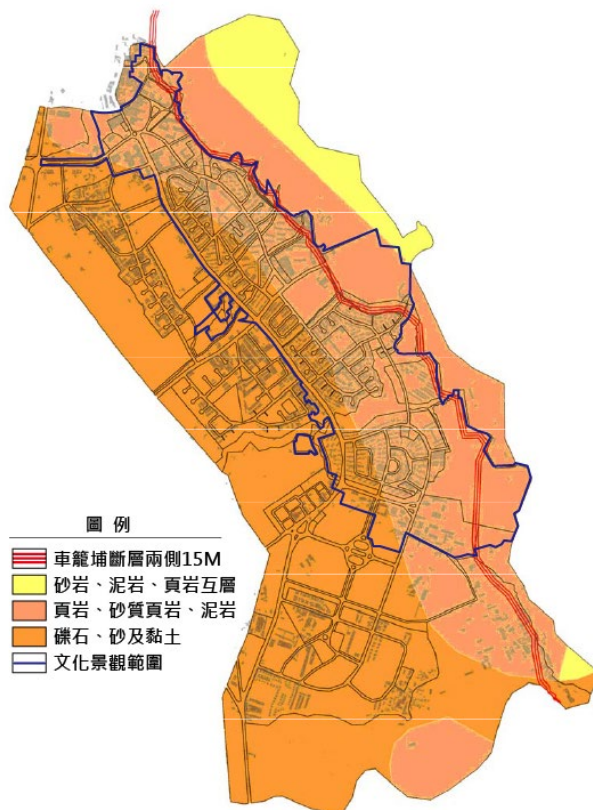 圖 例
車籠埔斷層兩側15M
砂岩、泥岩、頁岩互層
頁岩、砂質頁岩、泥岩
礫石、砂及黏土
文化景觀範圍